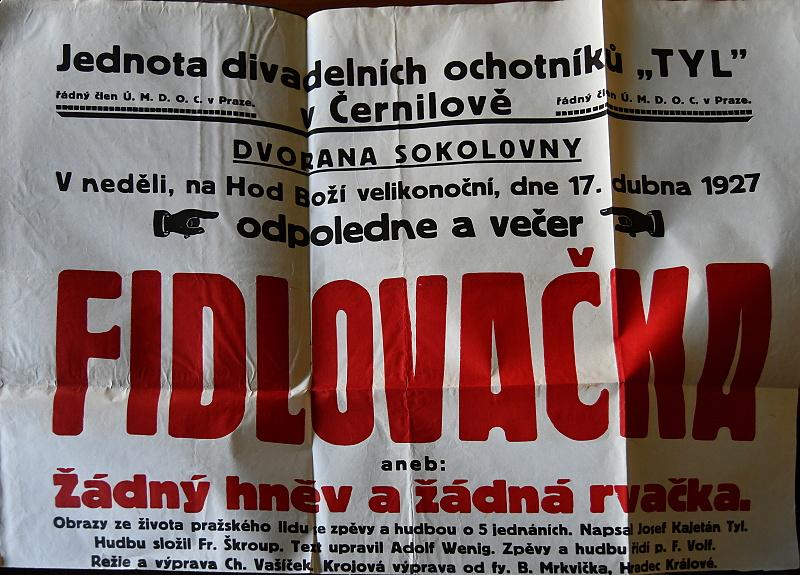 Jednota divadelních ochotníků „TYL”
řádný člen Ú. M. D. O. C. v Praze.
v Černilově
řádný člen Ú. M. D. O. C. v Praze.
DVORANA SOKOLOVNY
V neděli, na Hod Boží velikonoční, dne 17. dubna 1927
odpoledne a večer
FIDLOVAČKA
aneb:
Žádný hněv a žádná rvačka.
Obrazy ze života pražského lidu se zpěvy a hudbou o 5 jednáních. Napsal Josef Kajetán Tyl.
Hudbu složil Fr. Škroup. Text upravil Adolf Wenig. Zpěvy a hudbu řídí p. F. Volf.
Režie a výprava Ch. Vašíček. Krojová výprava od fy. B. Mrkvička, Hradec Králové.